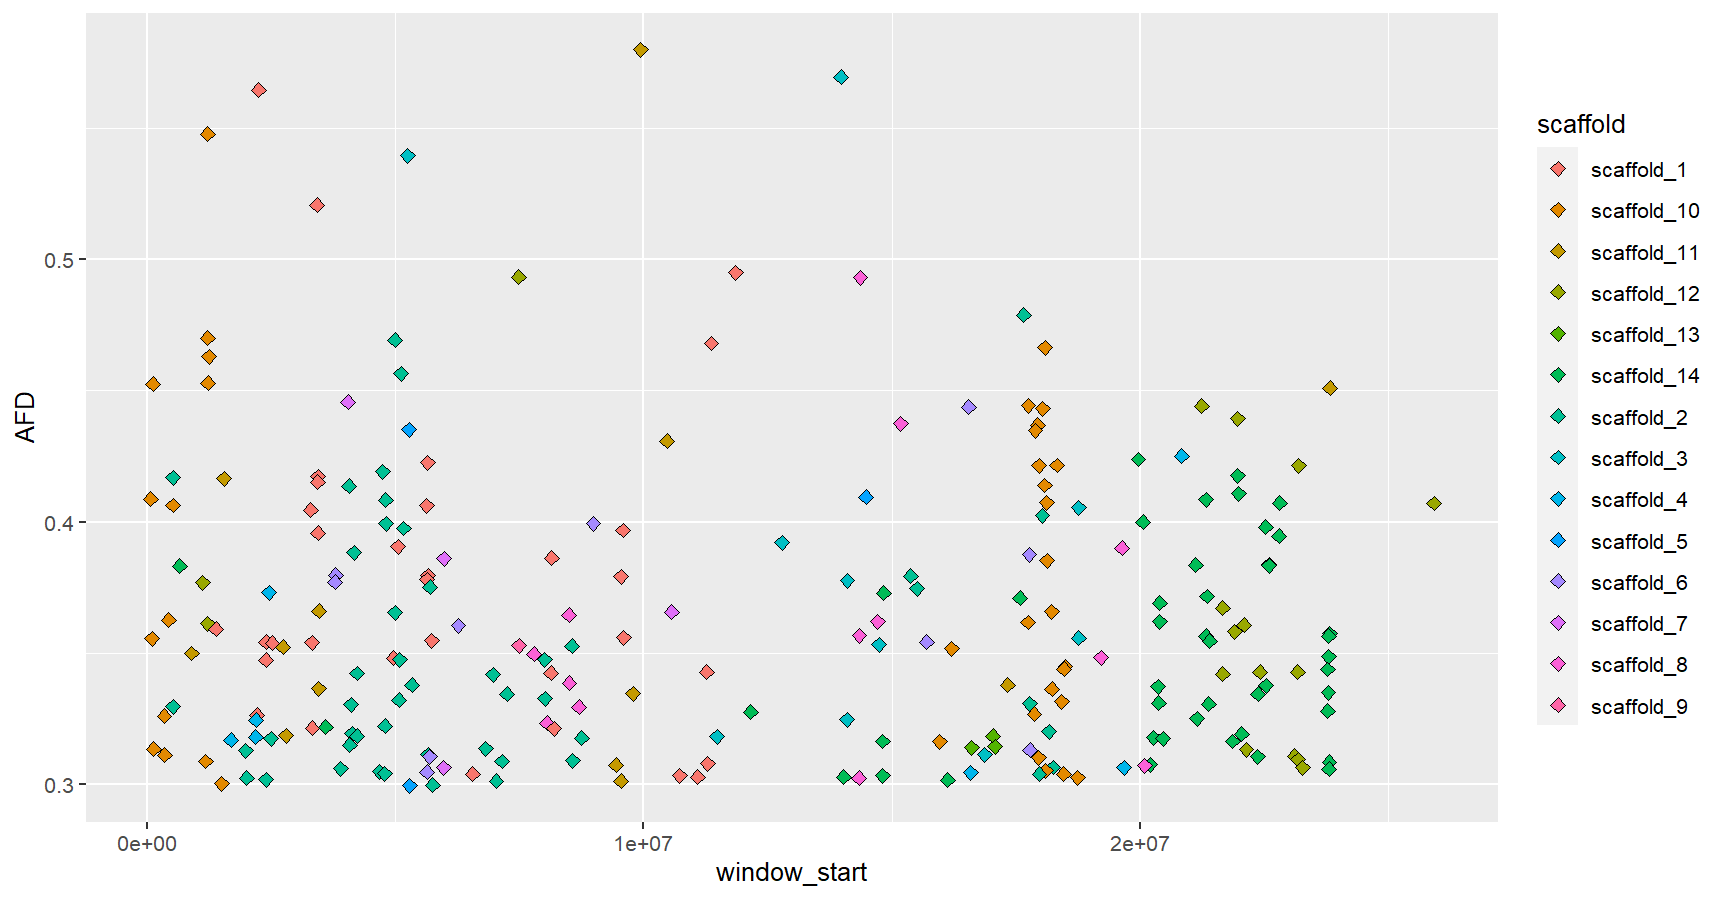 AFD
0.5
0.4
0.3
0e+00
1e+07
2e+07
window_start
scaffold
scaffold_1
scaffold_10
scaffold_11
scaffold_12
scaffold_13
scaffold_14
scaffold_2
scaffold_3
scaffold_4
scaffold_5
scaffold_6
scaffold_7
scaffold_8
scaffold_9